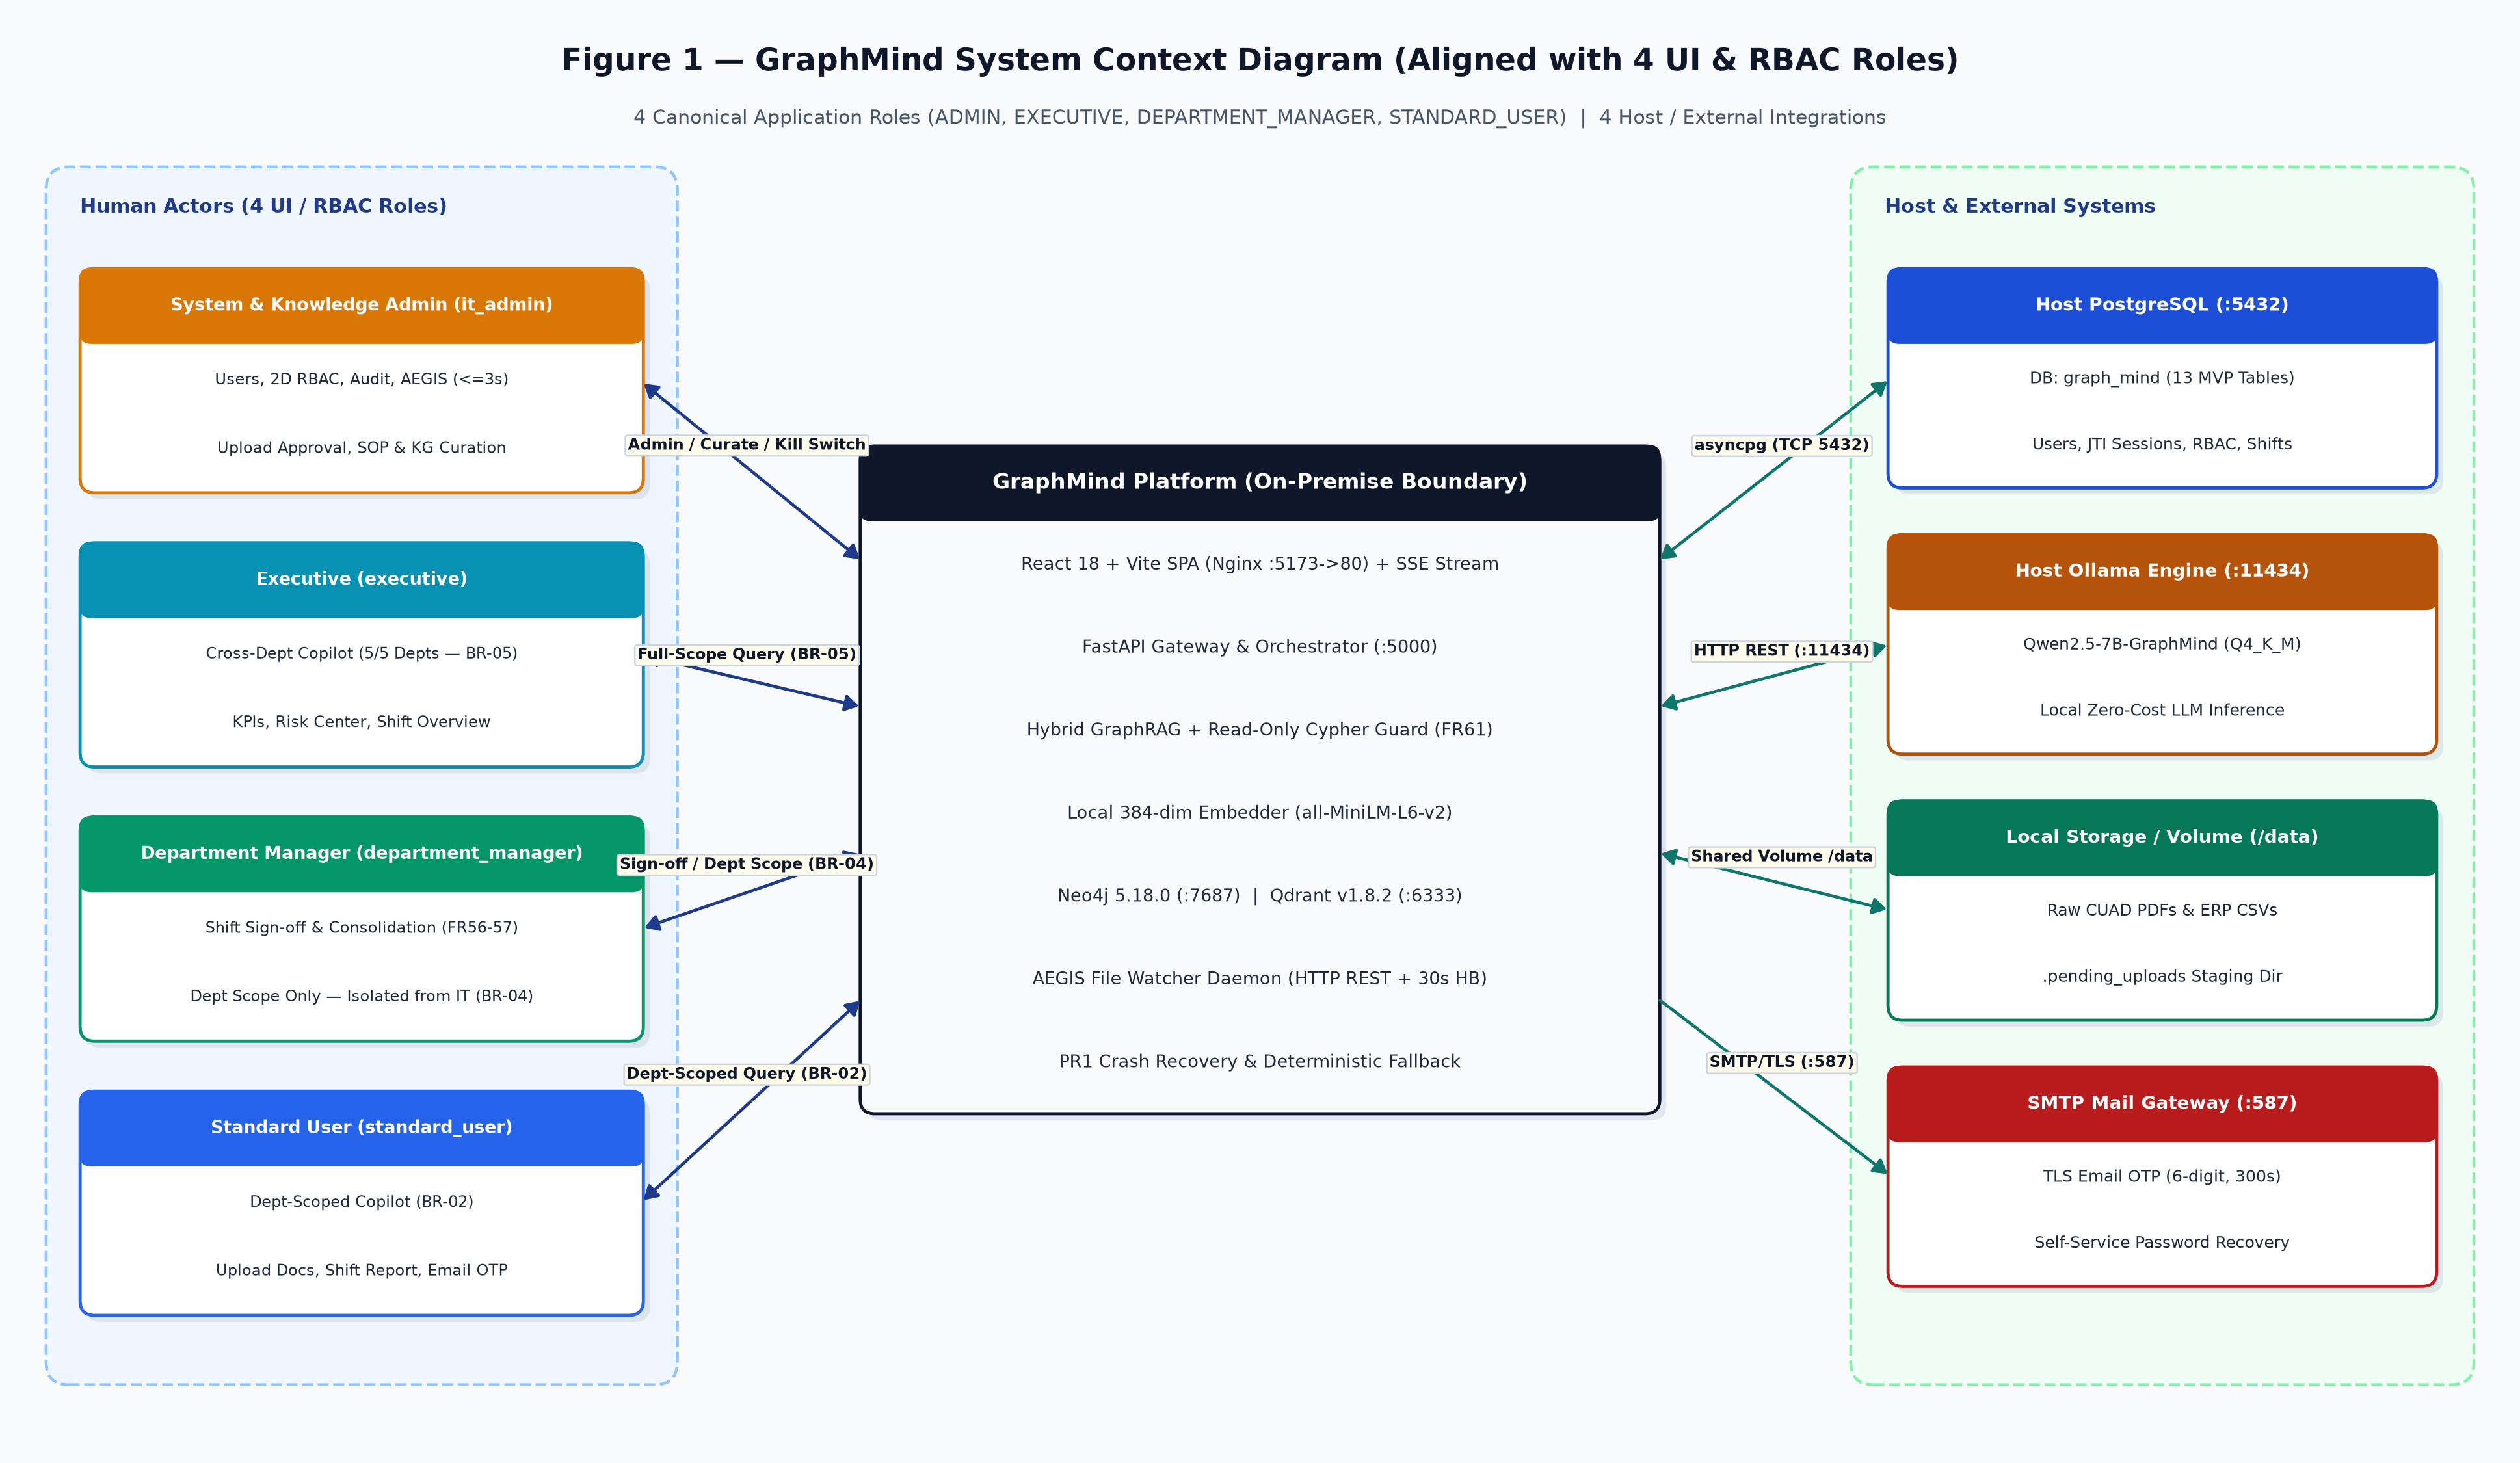 Figure 1 — GraphMind System Context Diagram (Aligned with 4 UI & RBAC Roles)
4 Canonical Application Roles (ADMIN, EXECUTIVE, DEPARTMENT_MANAGER, STANDARD_USER)  |  4 Host / External Integrations
Human Actors (4 UI / RBAC Roles)
System & Knowledge Admin (it_admin)
Users, 2D RBAC, Audit, AEGIS (<=3s)
Upload Approval, SOP & KG Curation
Executive (executive)
Cross-Dept Copilot (5/5 Depts — BR-05)
KPIs, Risk Center, Shift Overview
Department Manager (department_manager)
Shift Sign-off & Consolidation (FR56-57)
Dept Scope Only — Isolated from IT (BR-04)
Standard User (standard_user)
Dept-Scoped Copilot (BR-02)
Upload Docs, Shift Report, Email OTP
Admin / Curate / Kill Switch
Full-Scope Query (BR-05)
Sign-off / Dept Scope (BR-04)
Dept-Scoped Query (BR-02)
GraphMind Platform (On-Premise Boundary)
React 18 + Vite SPA (Nginx :5173->80) + SSE Stream
FastAPI Gateway & Orchestrator (:5000)
Hybrid GraphRAG + Read-Only Cypher Guard (FR61)
Local 384-dim Embedder (all-MiniLM-L6-v2)
Neo4j 5.18.0 (:7687)  |  Qdrant v1.8.2 (:6333)
AEGIS File Watcher Daemon (HTTP REST + 30s HB)
PR1 Crash Recovery & Deterministic Fallback
asyncpg (TCP 5432)
HTTP REST (:11434)
Shared Volume /data
SMTP/TLS (:587)
Host & External Systems
Host PostgreSQL (:5432)
DB: graph_mind (13 MVP Tables)
Users, JTI Sessions, RBAC, Shifts
Host Ollama Engine (:11434)
Qwen2.5-7B-GraphMind (Q4_K_M)
Local Zero-Cost LLM Inference
Local Storage / Volume (/data)
Raw CUAD PDFs & ERP CSVs
.pending_uploads Staging Dir
SMTP Mail Gateway (:587)
TLS Email OTP (6-digit, 300s)
Self-Service Password Recovery